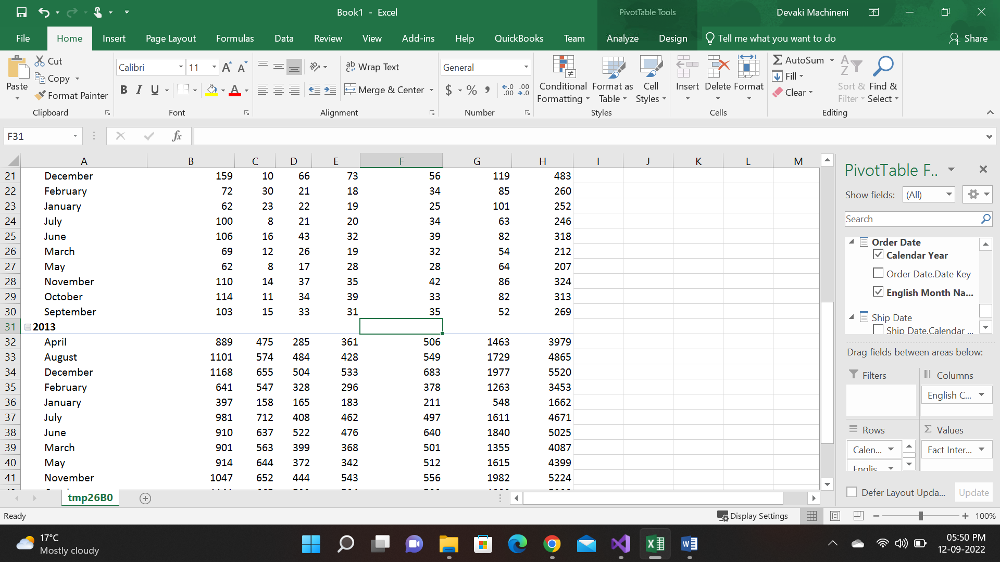 Book1 - Excel
PivotTable Tools
Devaki Machineni
File Home Insert Page Layout Formulas Data Review View Add-ins Help QuickBooks Team Analyze Design Tell me what you want to do Share
Paste
Cut
Copy
Format Painter
Clipboard
Calibri 11
B I U
Font
Wrap Text
Merge & Center
Alignment
General
$ % ,
Number
Conditional Formatting
Format as Table
Cell Styles
Styles
Insert Delete Format
Cells
AutoSum
Fill
Clear
Sort & Filter
Find & Select
Editing
F31
fx
A B C D E F G H I J K L M
21 December 159 10 66 73 56 119 483
22 February 72 30 21 18 34 85 260
23 January 62 23 22 19 25 101 252
24 July 100 8 21 20 34 63 246
25 June 106 16 43 32 39 82 318
26 March 69 12 26 19 32 54 212
27 May 62 8 17 28 28 64 207
28 November 110 14 37 35 42 86 324
29 October 114 11 34 39 33 82 313
30 September 103 15 33 31 35 52 269
31 2013
32 April 889 475 285 361 506 1463 3979
33 August 1101 574 484 428 549 1729 4865
34 December 1168 655 504 533 683 1977 5520
35 February 641 547 328 296 378 1263 3453
36 January 397 158 165 183 211 548 1662
37 July 981 712 408 462 497 1611 4671
38 June 910 637 522 476 640 1840 5025
39 March 901 563 399 368 501 1355 4087
40 May 914 644 372 342 512 1615 4399
41 November 1047 652 444 543 556 1982 5224
PivotTable F..
Show fields: (All)
Search
Order Date
Calendar Year
Order Date.Date Key
English Month Na...
Ship Date
Ship Date.Calendar ...
Drag fields between areas below:
Filters
Columns
English C...
Rows
Values
Calen...
Fact Inter...
Englis
Defer Layout Upda...
Update
tmp26B0
Ready
Display Settings
100%
17°C
Mostly cloudy
05:50 PM
12-09-2022